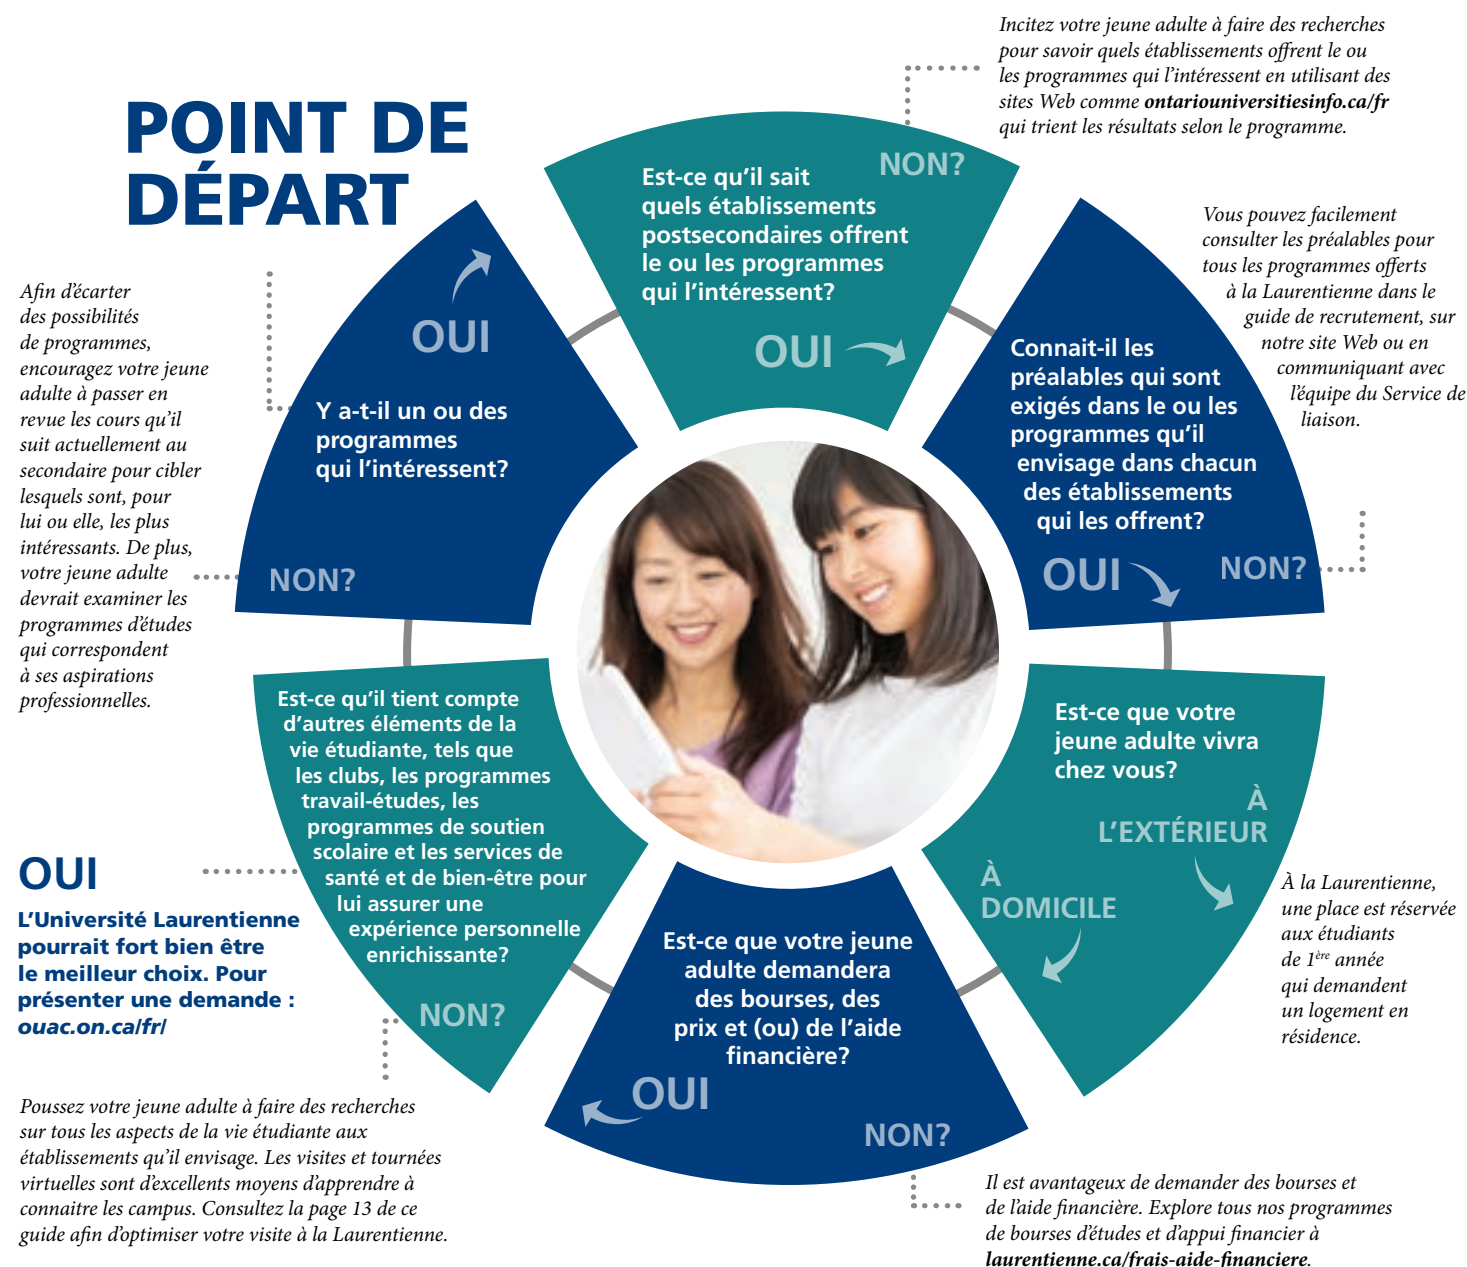 POINT DE
DÉPART
Y a-t-il un ou des
programmes
qui l'intéressent?
OUI
NON?
Afin d'écarter
des possibilités
de programmes,
encouragez votre jeune
adulte à passer en
revue les cours qu'il
suit actuellement au
secondaire pour cibler
lesquels sont, pour
lui ou elle, les plus
intéressants. De plus,
votre jeune adulte
devrait examiner les
programmes d'études
qui correspondent
à ses aspirations
professionnelles.
Est-ce qu'il sait
quels établissements
postsecondaires offrent
le ou les programmes
qui l'intéressent?
OUI
NON?
Incitez votre jeune adulte à faire des recherches
pour savoir quels établissements offrent le ou
les programmes qui l'intéressent en utilisant des
sites Web comme ontariouniversitiesinfo.ca/fr
qui trient les résultats selon le programme.
Connait-il les
préalables qui sont
exigés dans le ou les
programmes qu'il
envisage dans chacun
des établissements
qui les offrent?
OUI
NON?
Vous pouvez facilement
consulter les préalables pour
tous les programmes offerts
à la Laurentienne dans le
guide de recrutement, sur
notre site Web ou en
communiquant avec
l'équipe du Service de
liaison.
Est-ce que votre
jeune adulte vivra
chez vous?
À
L'EXTÉRIEUR
À
DOMICILE
À la Laurentienne,
une place est réservée
aux étudiants
de 1ère année
qui demandent
un logement en
résidence.
Est-ce que votre jeune
adulte demandera
des bourses, des
prix et (ou) de l'aide
financière?
OUI
NON?
Il est avantageux de demander des bourses et
de l'aide financière. Explore tous nos programmes
de bourses d'études et d'appui financier à
laurentienne.ca/frais-aide-financiere.
Est-ce qu'il tient compte
d'autres éléments de la
vie étudiante, tels que
les clubs, les programmes
travail-études, les
programmes de soutien
scolaire et les services de
santé et de bien-être pour
lui assurer une
expérience personnelle
enrichissante?
NON?
Poussez votre jeune adulte à faire des recherches
sur tous les aspects de la vie étudiante aux
établissements qu'il envisage. Les visites et tournées
virtuelles sont d'excellents moyens d'apprendre à
connaitre les campus. Consultez la page 13 de ce
guide afin d'optimiser votre visite à la Laurentienne.
OUI
L'Université Laurentienne
pourrait fort bien être
le meilleur choix. Pour
présenter une demande :
ouac.on.ca/fr/